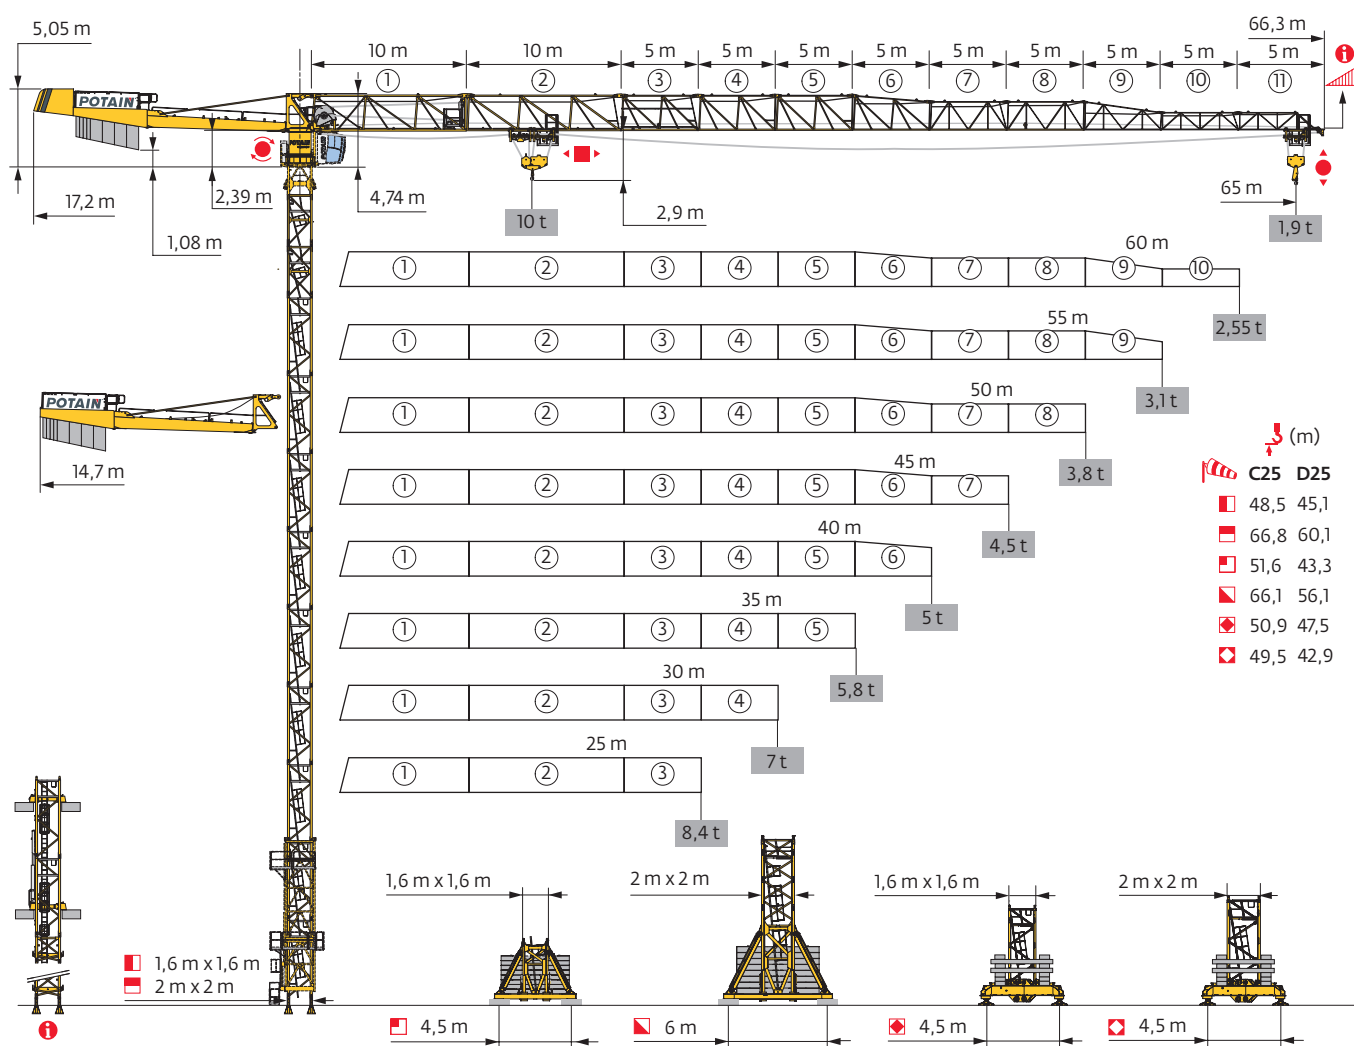 5,05 m
66,3 m
10 m 10 m 5 m 5 m 5 m 5 m 5 m 5 m 5 m 5 m 5 m
1 2 3 4 5 6 7 8 9 10 11
i
POTAIN
17,2 m
2,39 m
4,74 m
2,9 m
65 m
1,08 m
10 t
1,9 t
60 m
1 2 3 4 5 6 7 8 9 10
2,55 t
55 m
1 2 3 4 5 6 7 8 9
3,1 t
POTAIN
14,7 m
50 m
1 2 3 4 5 6 7 8
3,8 t
45 m
1 2 3 4 5 6 7
4,5 t
40 m
1 2 3 4 5 6
5 t
35 m
1 2 3 4 5
5,8 t
30 m
1 2 3 4
7 t
25 m
1 2 3
8,4 t
(m)
C25 D25
48,5 45,1
66,8 60,1
51,6 43,3
66,1 56,1
50,9 47,5
49,5 42,9
1,6 m x 1,6 m
2 m x 2 m
1,6 m x 1,6 m
2 m x 2 m
1,6 m x 1,6 m
2 m x 2 m
i
4,5 m
6 m
4,5 m
4,5 m